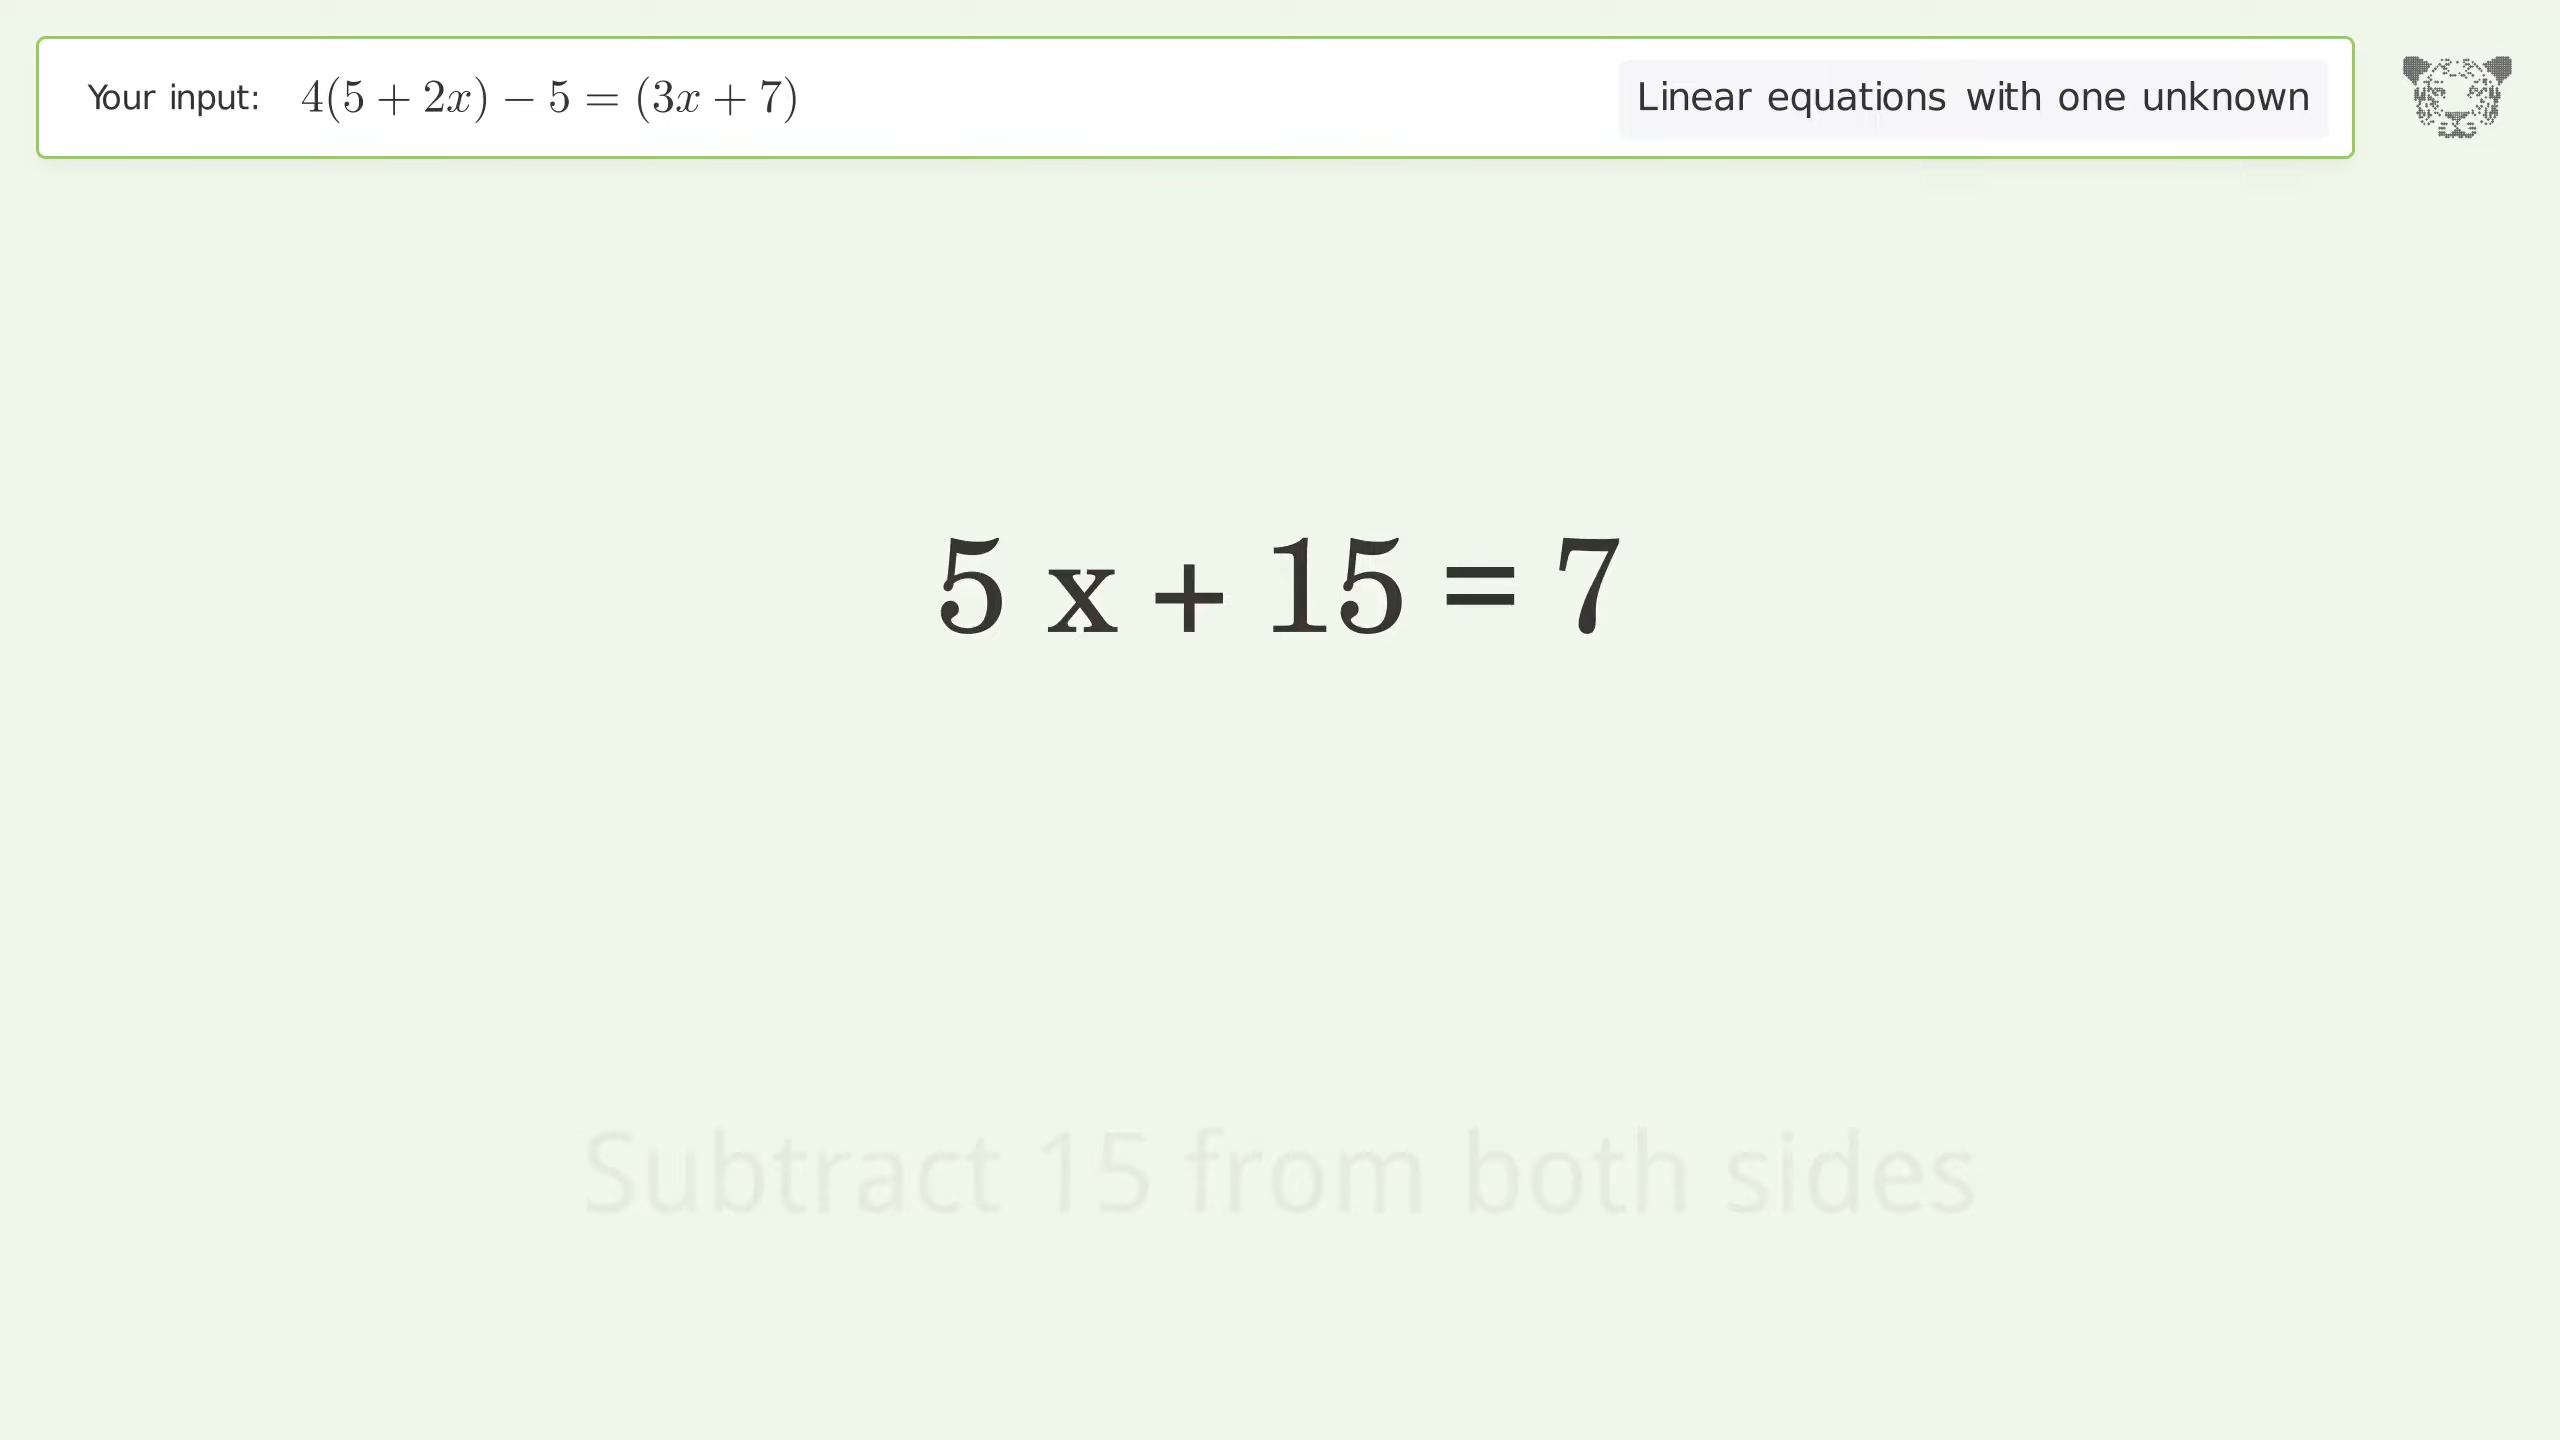 Your input: 4(5 + 2x) − 5 = (3x + 7)
Linear equations with one unknown
5 x + 15 = 7
Subtract 15 from both sides